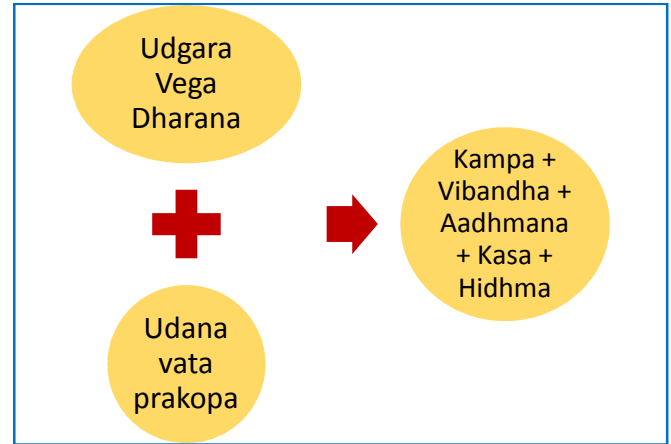 Udgara
Vega
Dharana
Udana
vata
prakopa
Kampa +
Vibandha +
Aadhmana
+ Kasa +
Hidhma